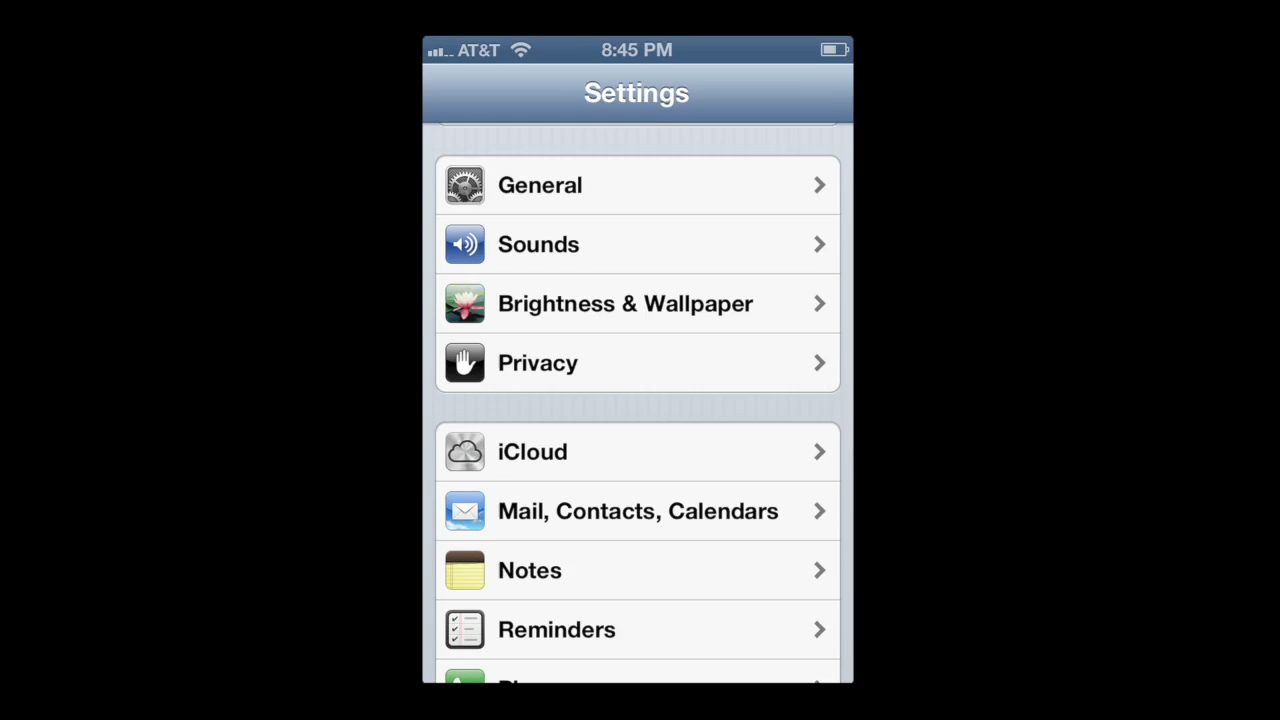 AT&T 8:45 PM
Settings
General
Sounds
Brightness & Wallpaper
Privacy
iCloud
Mail, Contacts, Calendars
Notes
Reminders